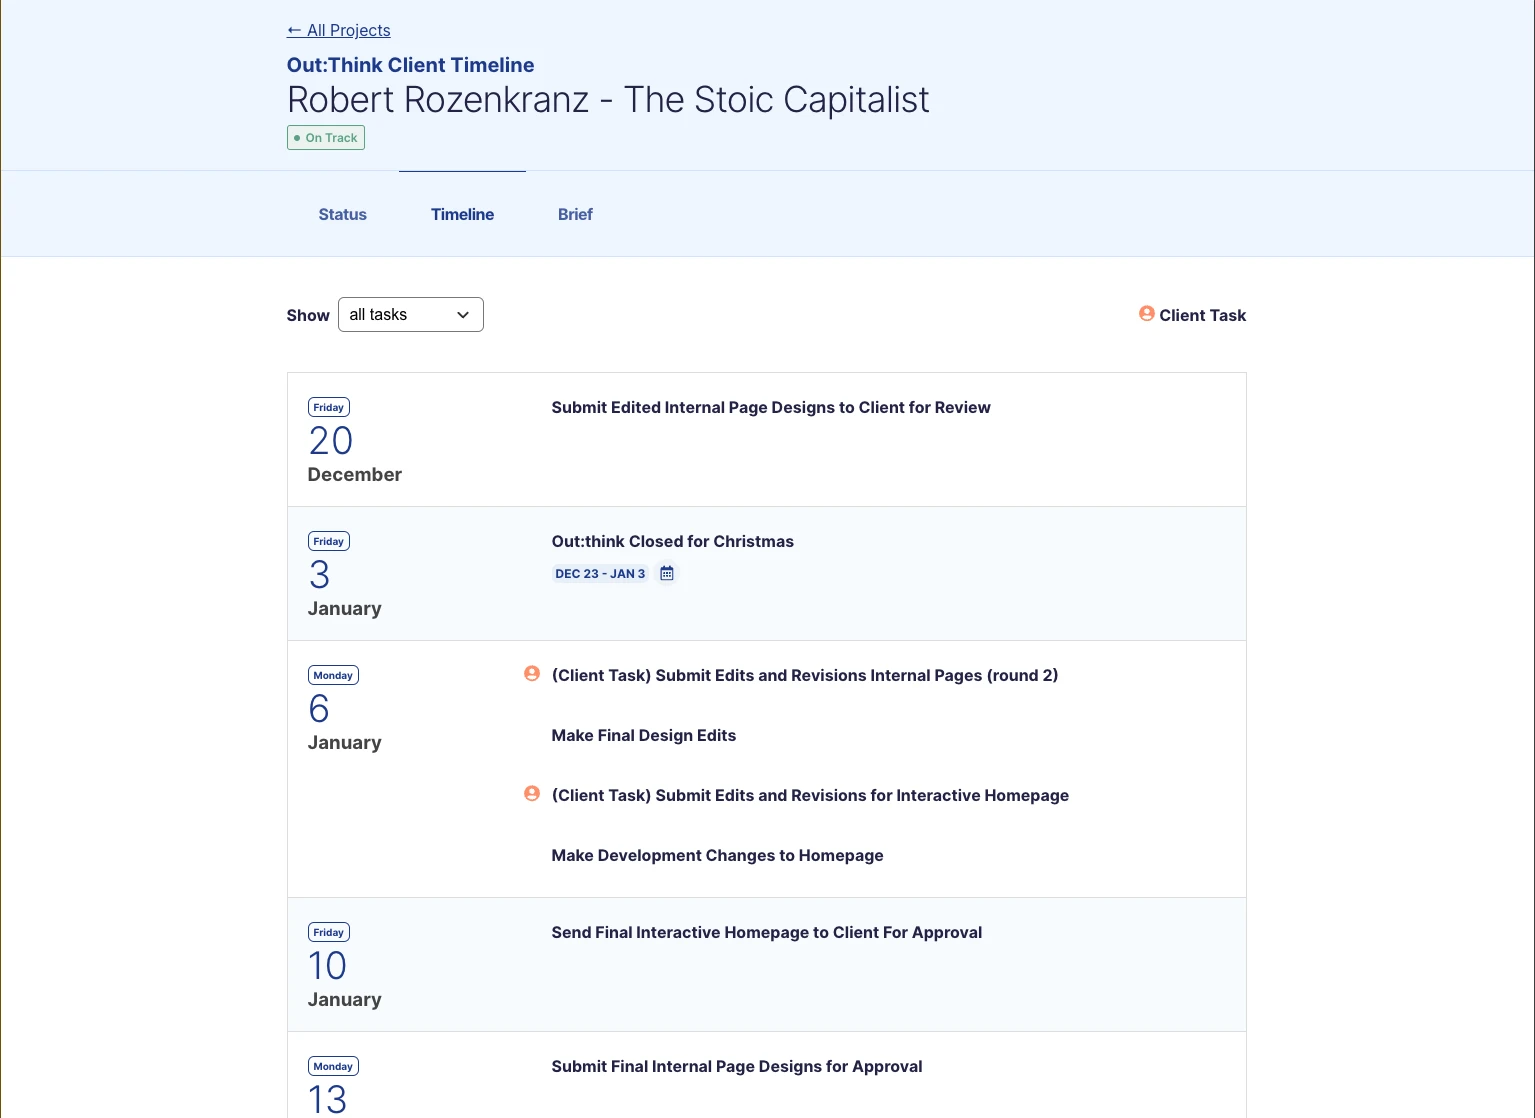 ← All Projects
Out:Think Client Timeline
Robert Rozenkranz - The Stoic Capitalist
On Track
Status
Timeline
Brief
Show
all tasks
Client Task
Friday
20
December
Submit Edited Internal Page Designs to Client for Review
Friday
3
January
Out:think Closed for Christmas
DEC 23 - JAN 3
Monday
6
January
(Client Task) Submit Edits and Revisions Internal Pages (round 2)
Make Final Design Edits
(Client Task) Submit Edits and Revisions for Interactive Homepage
Make Development Changes to Homepage
Friday
10
January
Send Final Interactive Homepage to Client For Approval
Monday
13
Submit Final Internal Page Designs for Approval